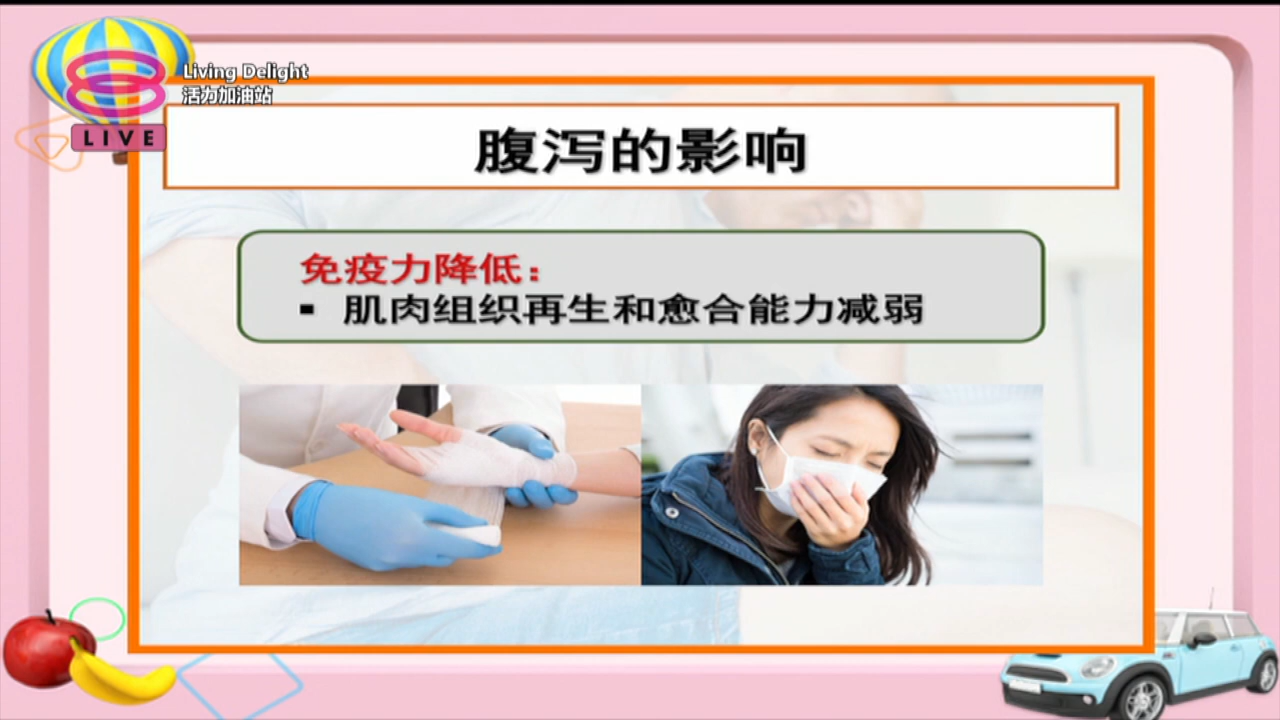 Living Delight
活力加油站
LIVE
腹泻的影响
免疫力降低：
▪ 肌肉组织再生和愈合能力减弱